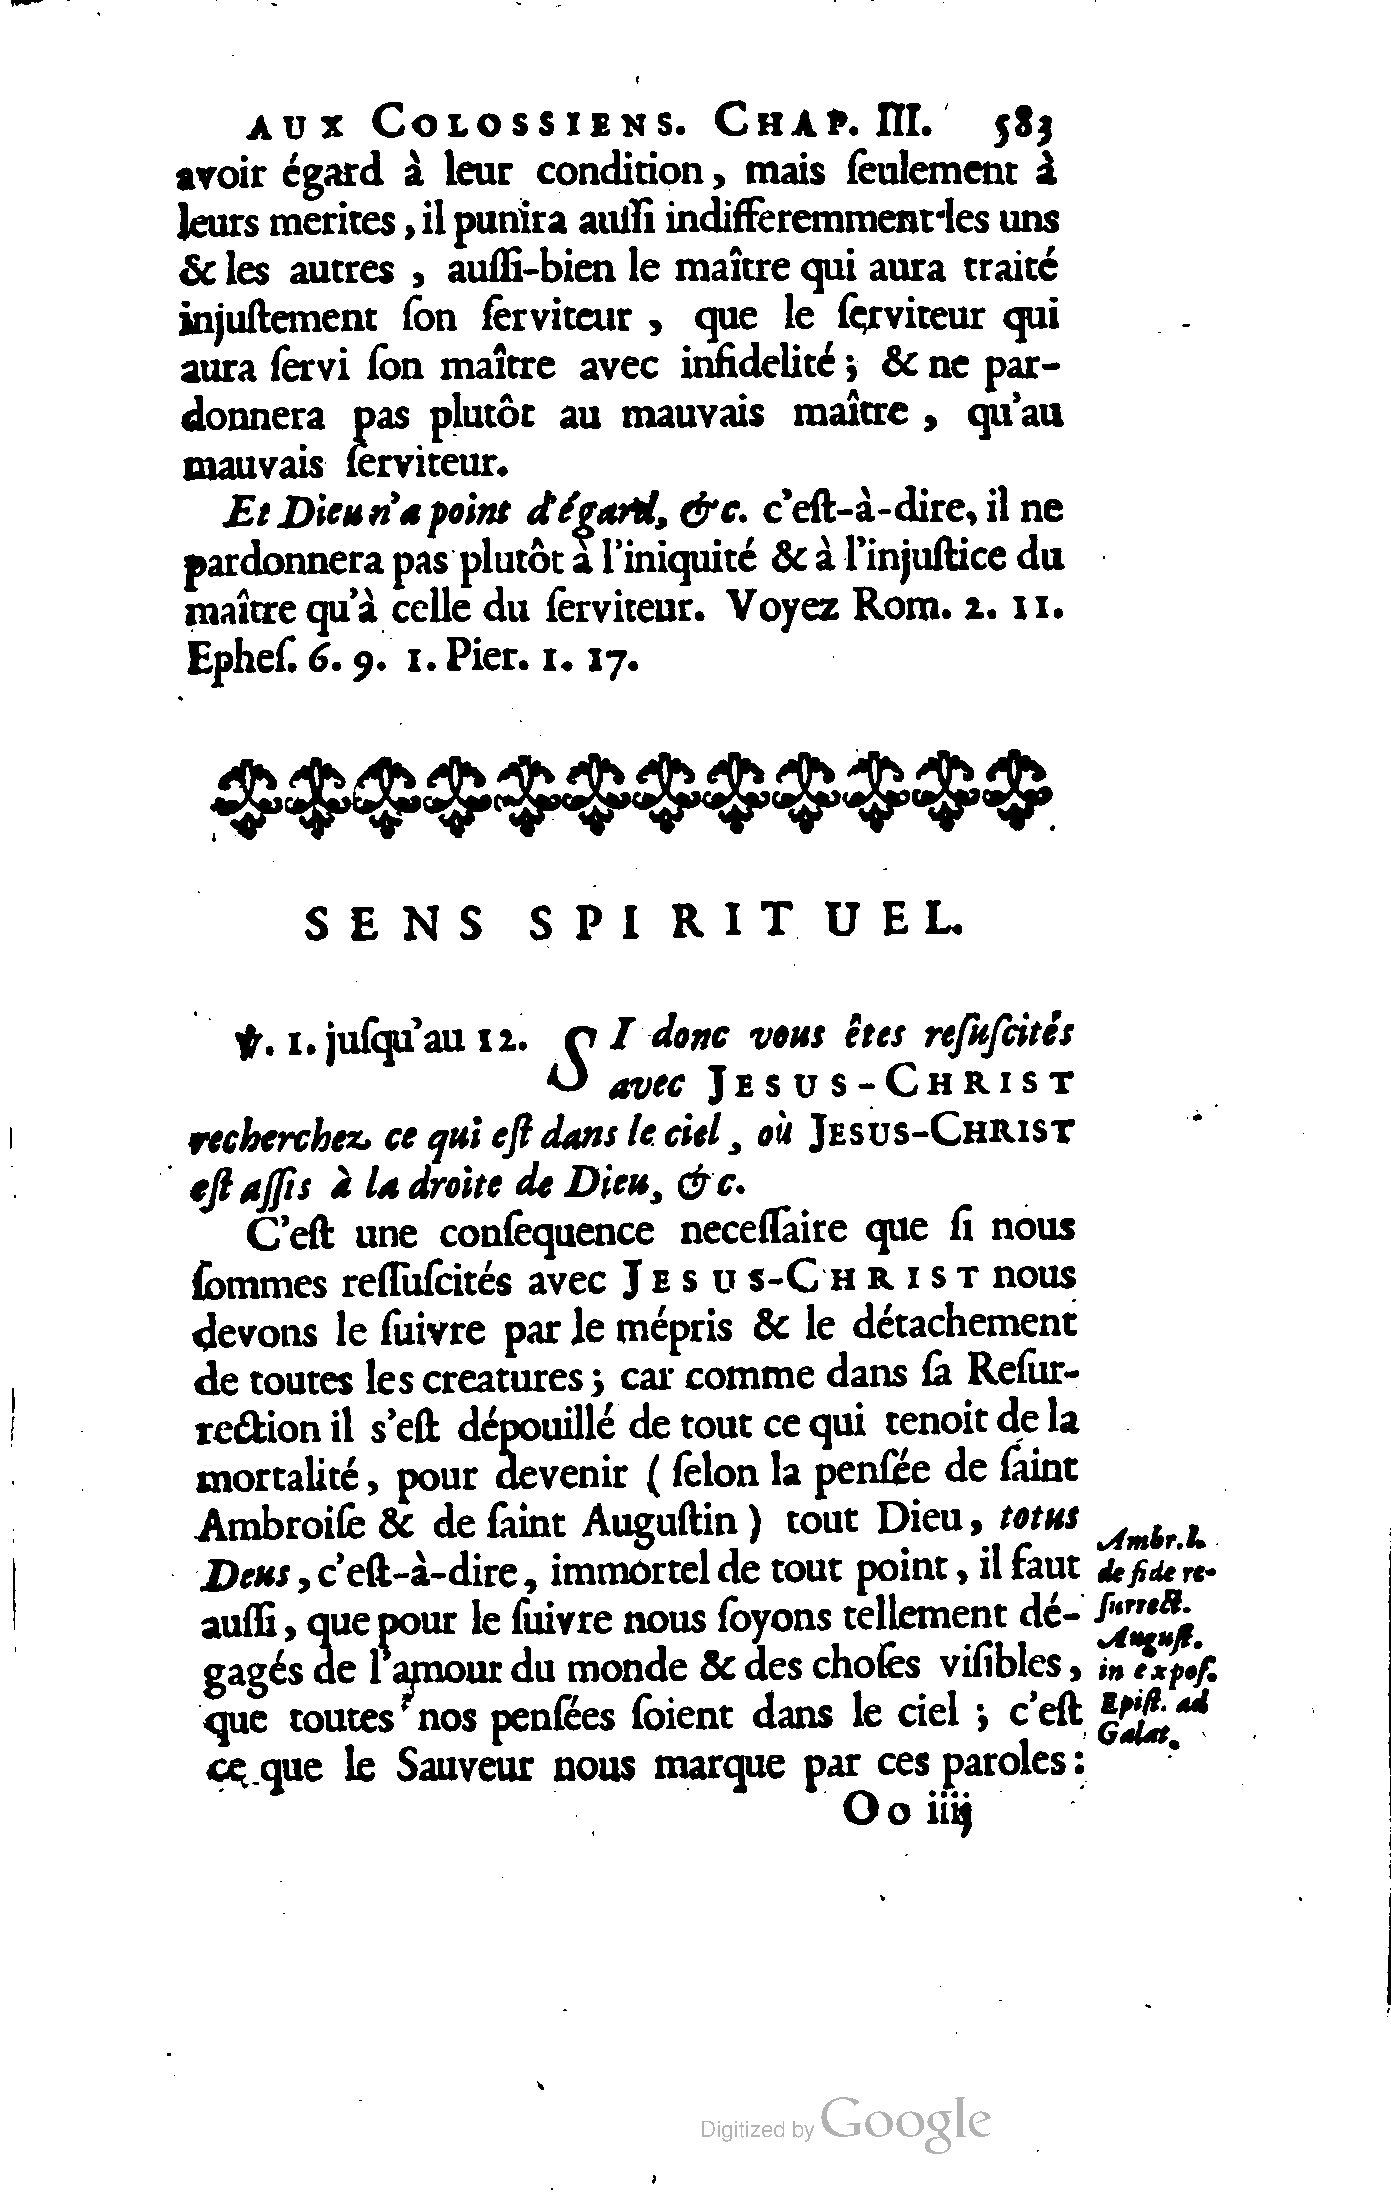 AUX COLOSSIENS. CHAP. III. 583
avoir égard à leur condition, mais ſeulement à
leurs merites, il punira auſſi indifferemment les uns
& les autres, auſſi-bien le maître qui aura traité
injuſtement ſon ſerviteur, que le ſerviteur qui
aura ſervi ſon maître avec infidelité; & ne par-
donnera pas plutôt au mauvais maître, qu'au
mauvais ſerviteur.
Et Dieu n'a point d'égard, &c. c'eſt-à-dire, il ne
pardonnera pas plutôt à l'iniquité & à l'injuſtice du
maître qu'à celle du ſerviteur. Voyez Rom. 2. 11.
Epheſ. 6. 9. 1. Pier. 1. 17.
SENS SPIRITUEL.
℣. 1. juſqu'au 12. SI donc vous êtes reſuſcités
avec JESUS-CHRIST
recherchez ce qui eſt dans le ciel, où JESUS-CHRIST
eſt aſſis à la droite de Dieu, &c.
C'eſt une conſequence neceſſaire que ſi nous
ſommes reſſuſcités avec JESUS-CHRIST nous
devons le ſuivre par le mépris & le détachement
de toutes les creatures; car comme dans ſa Reſur-
rection il s'eſt dépouillé de tout ce qui tenoit de la
mortalité, pour devenir (ſelon la penſée de ſaint
Ambroiſe & de ſaint Auguſtin) tout Dieu, totus
Deus, c'eſt-à-dire, immortel de tout point, il faut
auſſi, que pour le ſuivre nous ſoyons tellement dé-
gagés de l'amour du monde & des choſes viſibles,
que toutes nos penſées ſoient dans le ciel; c'eſt
ce que le Sauveur nous marque par ces paroles:
Ambr. l.
de fide re-
ſurrect.
Auguſt.
in expoſ.
Epiſt. ad
Galat.
Oo iiij
Digitized by Google